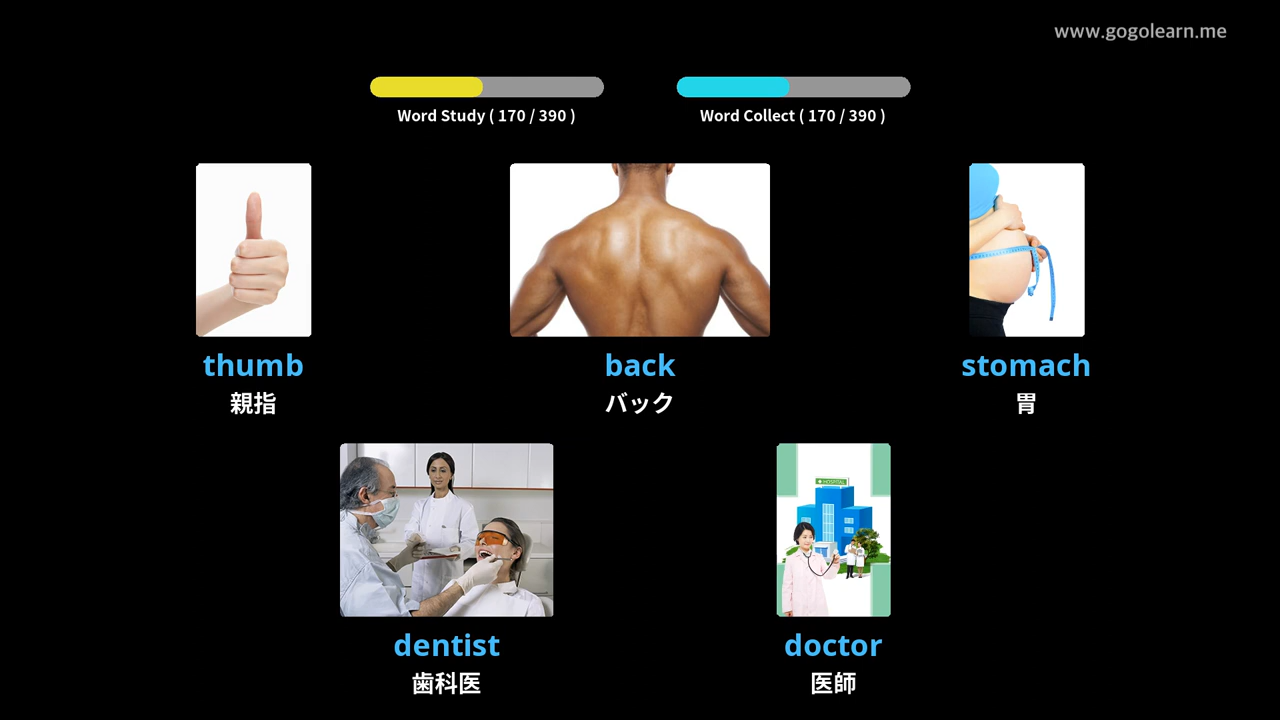 www.gogolearn.me
Word Study ( 170 / 390 )
Word Collect ( 170 / 390 )
thumb
親指
back
バック
stomach
胃
HOSPITAL
dentist
歯科医
doctor
医師